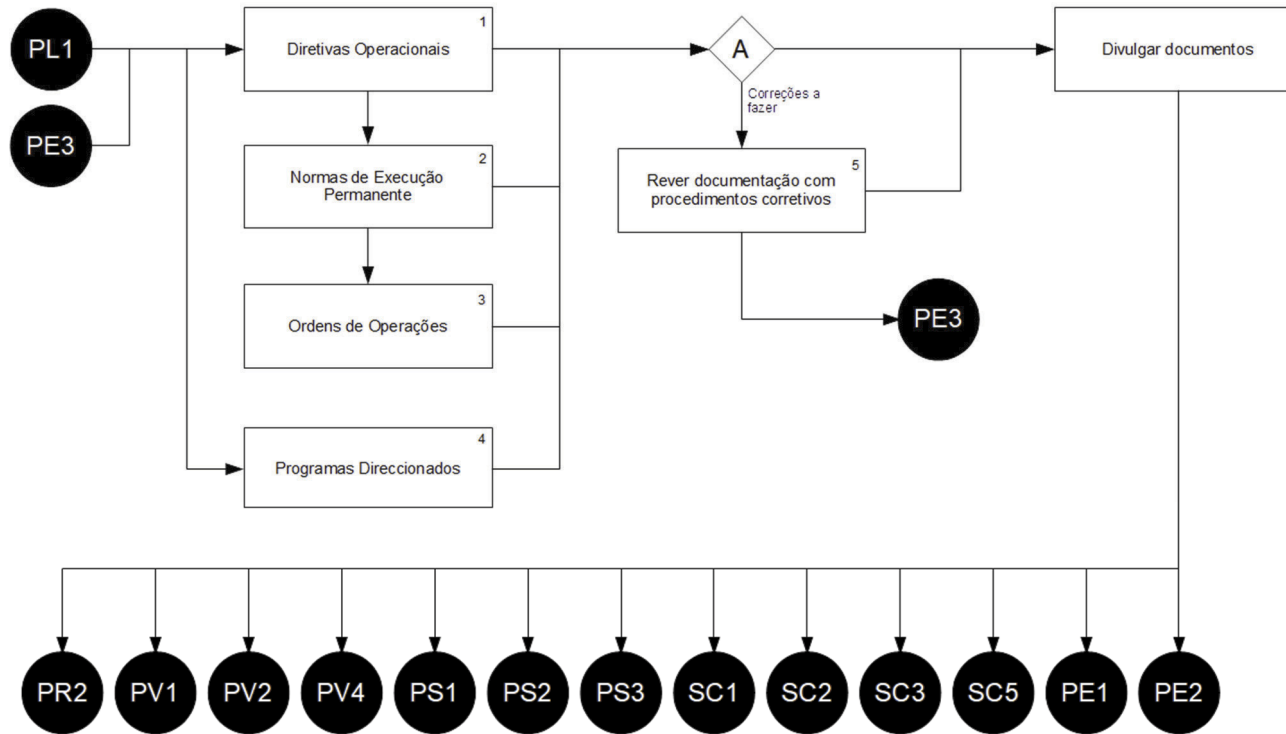 PL1
1
Diretivas Operacionais
A
Divulgar documentos
Correções a
fazer
PE3
2
Normas de Execução
Permanente
5
Rever documentação com
procedimentos corretivos
3
Ordens de Operações
PE3
4
Programas Direccionados
PR2
PV1
PV2
PV4
PS1
PS2
PS3
SC1
SC2
SC3
SC5
PE1
PE2